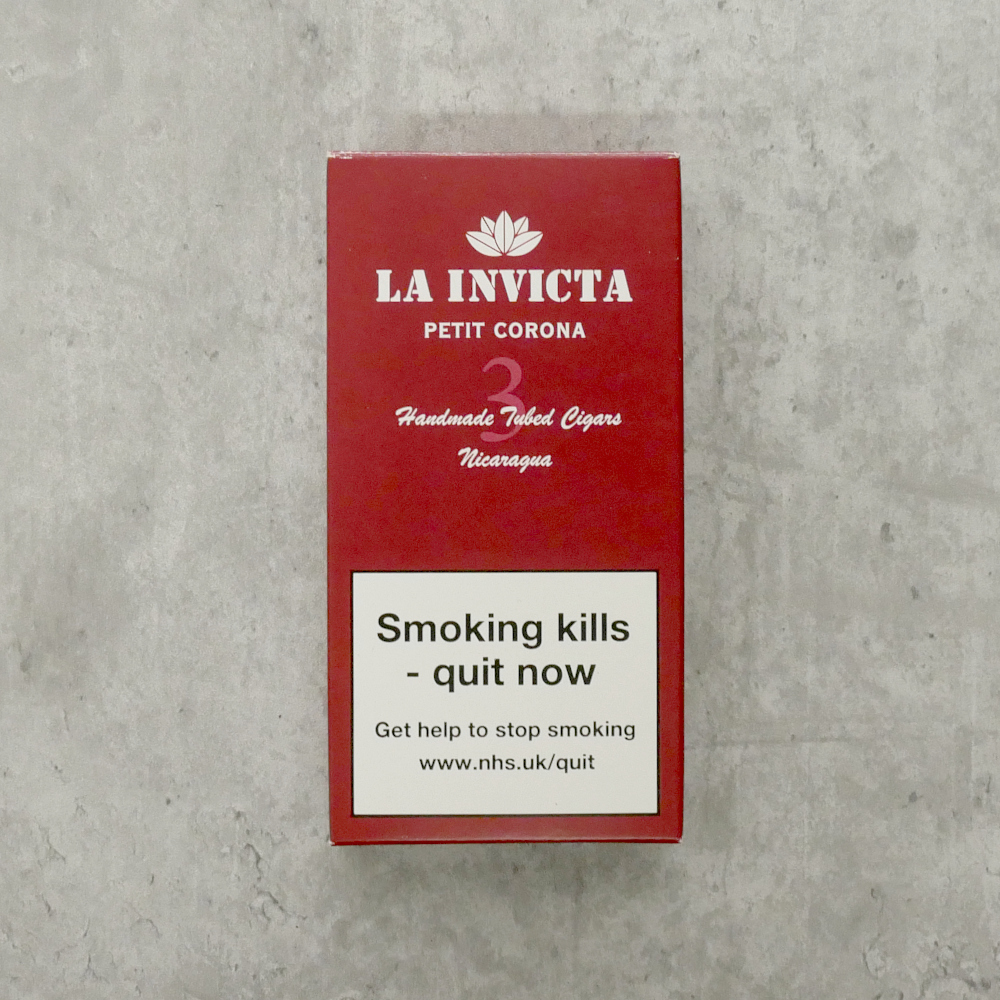 LA INVICTA
PETIT CORONA
3
Handmade Tubed Cigars
Nicaragua
Smoking kills
- quit now
Get help to stop smoking
www.nhs.uk/quit